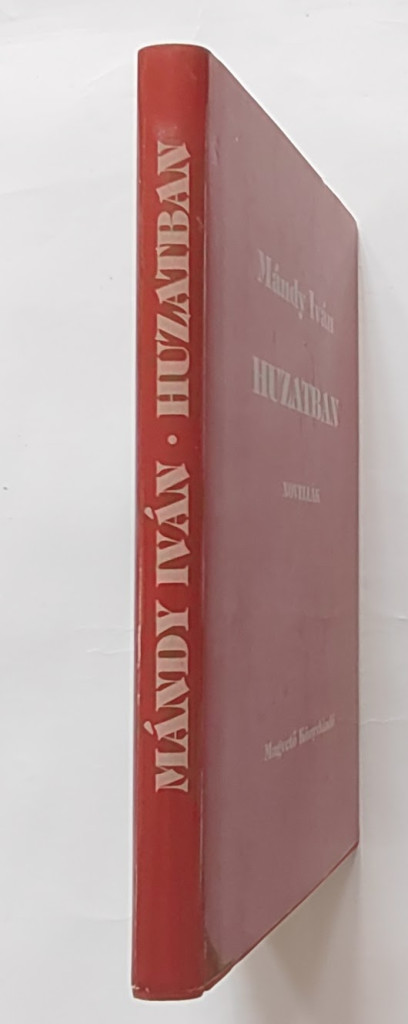 MÁNDY IVÁN · HUZATBAN
Mándy Iván
HUZATBAN
NOVELLÁK
Magvető Könyvkiadó